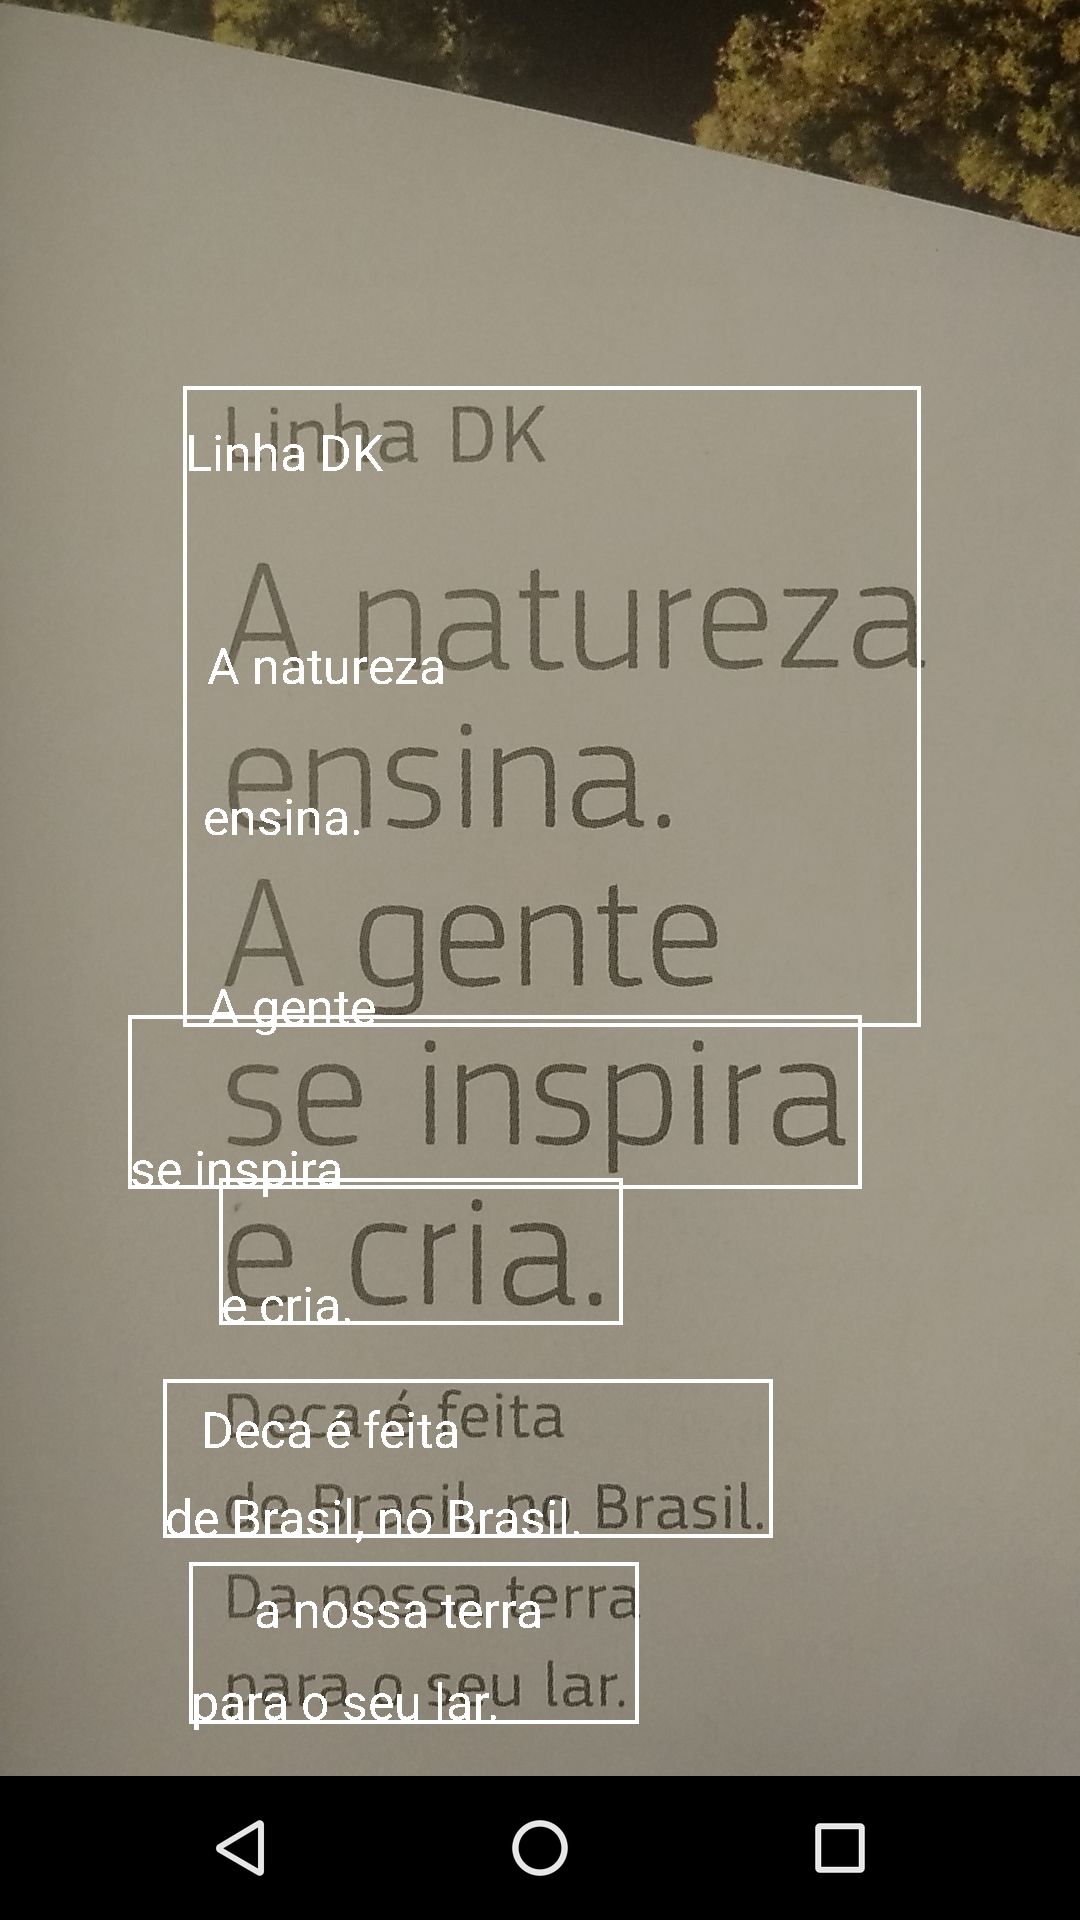 Linha DK
Linha DK
A natureza
A natureza
ensina.
ensina.
A gente
A gente
se inspira
se inspira
e cria.
e cria.
Deca é feita
Deca é feita
de Brasil, no Brasil.
de Brasil, no Brasil.
Da nossa terra
a nossa terra
para o seu lar.
para o seu lar.